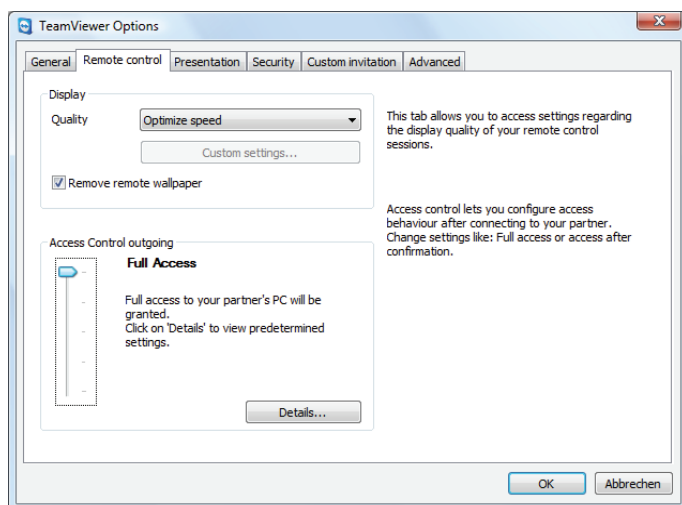 TeamViewer Options
X
General Remote control Presentation Security Custom invitation Advanced
Display
Quality Optimize speed
Custom settings...
Remove remote wallpaper
This tab allows you to access settings regarding
the display quality of your remote control
sessions.
Access control lets you configure access
behaviour after connecting to your partner.
Change settings like: Full access or access after
confirmation.
Access Control outgoing
Full Access
Full access to your partner's PC will be
granted.
Click on 'Details' to view predetermined
settings.
Details...
OK Abbrechen